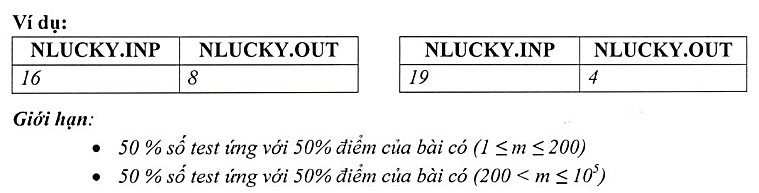 Ví dụ:
NLUCKY.INP NLUCKY.OUT NLUCKY.INP NLUCKY.OUT
16 8 19 4
Giới hạn:
• 50 % số test ứng với 50% điểm của bài có (1 ≤ m ≤ 200)
• 50 % số test ứng với 50% điểm của bài có (200 < m ≤ 10⁵)